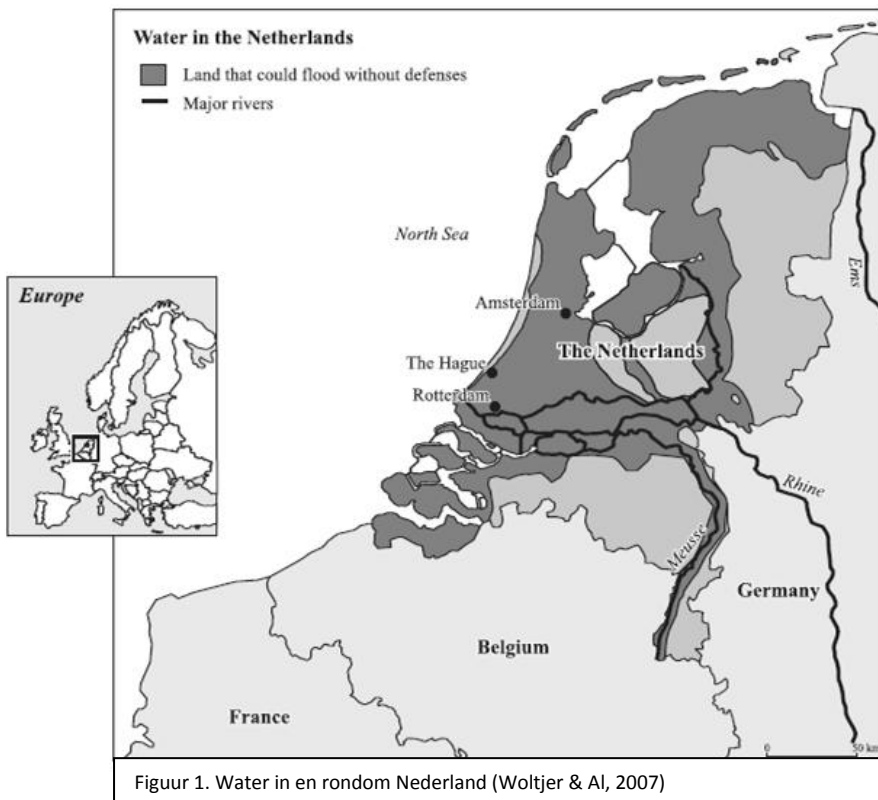 Water in the Netherlands
Land that could flood without defenses
Major rivers
North Sea
Ems
Europe
Amsterdam
The Netherlands
The Hague
Rotterdam
Rhine
Meusse
Germany
Belgium
France
0 50 km
Figuur 1. Water in en rondom Nederland (Woltjer & Al, 2007)